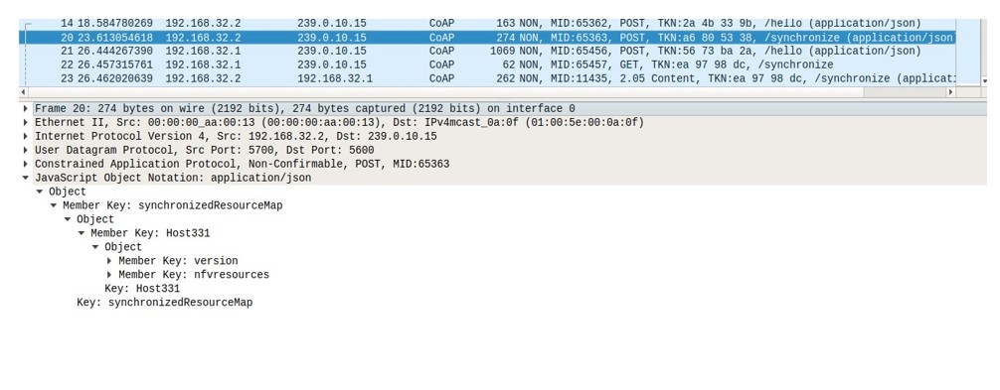 14 18.584780269 192.168.32.2 239.0.10.15 CoAP 163 NON, MID:65362, POST, TKN:2a 4b 33 9b, /hello (application/json)
20 23.613054618 192.168.32.2 239.0.10.15 CoAP 274 NON, MID:65363, POST, TKN:a6 80 53 38, /synchronize (application/json
21 26.444267390 192.168.32.1 239.0.10.15 CoAP 1069 NON, MID:65456, POST, TKN:56 73 ba 2a, /hello (application/json)
22 26.457315761 192.168.32.2 192.168.32.1 CoAP 62 NON, MID:65457, GET, TKN:ea 97 98 dc, /synchronize
23 26.462020639 192.168.32.2 192.168.32.1 CoAP 262 NON, MID:11435, 2.05 Content, TKN:ea 97 98 dc, /synchronize (applicati
Frame 20: 274 bytes on wire (2192 bits), 274 bytes captured (2192 bits) on interface 0
Ethernet II, Src: 00:00:00_aa:00:13 (00:00:00:aa:00:13), Dst: IPv4mcast_0a:0f (01:00:5e:00:0a:0f)
Internet Protocol Version 4, Src: 192.168.32.2, Dst: 239.0.10.15
User Datagram Protocol, Src Port: 5700, Dst Port: 5600
Constrained Application Protocol, Non-Confirmable, POST, MID:65363
JavaScript Object Notation: application/json
Object
Member Key: synchronizedResourceMap
Object
Member Key: Host331
Object
Member Key: version
Member Key: nfvresources
Key: Host331
Key: synchronizedResourceMap